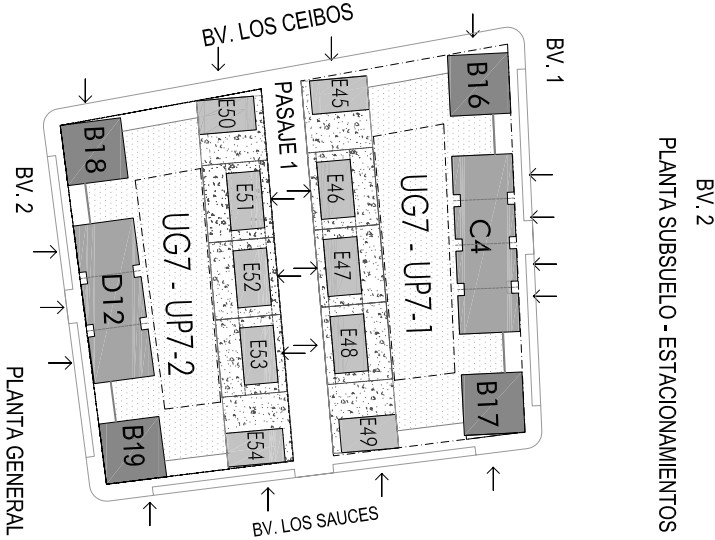 BV. LOS CEIBOS
BV. 1
BV. 2
PLANTA SUBSUELO - ESTACIONAMIENTOS
B16
E45
PASAJE 1
E50
B18
E46
E51
UG7 - UP7-1
C4
UG7 - UP7-2
BV. 2
E47
E52
D12
E48
E53
B17
E49
E54
B19
BV. LOS SAUCES
PLANTA GENERAL